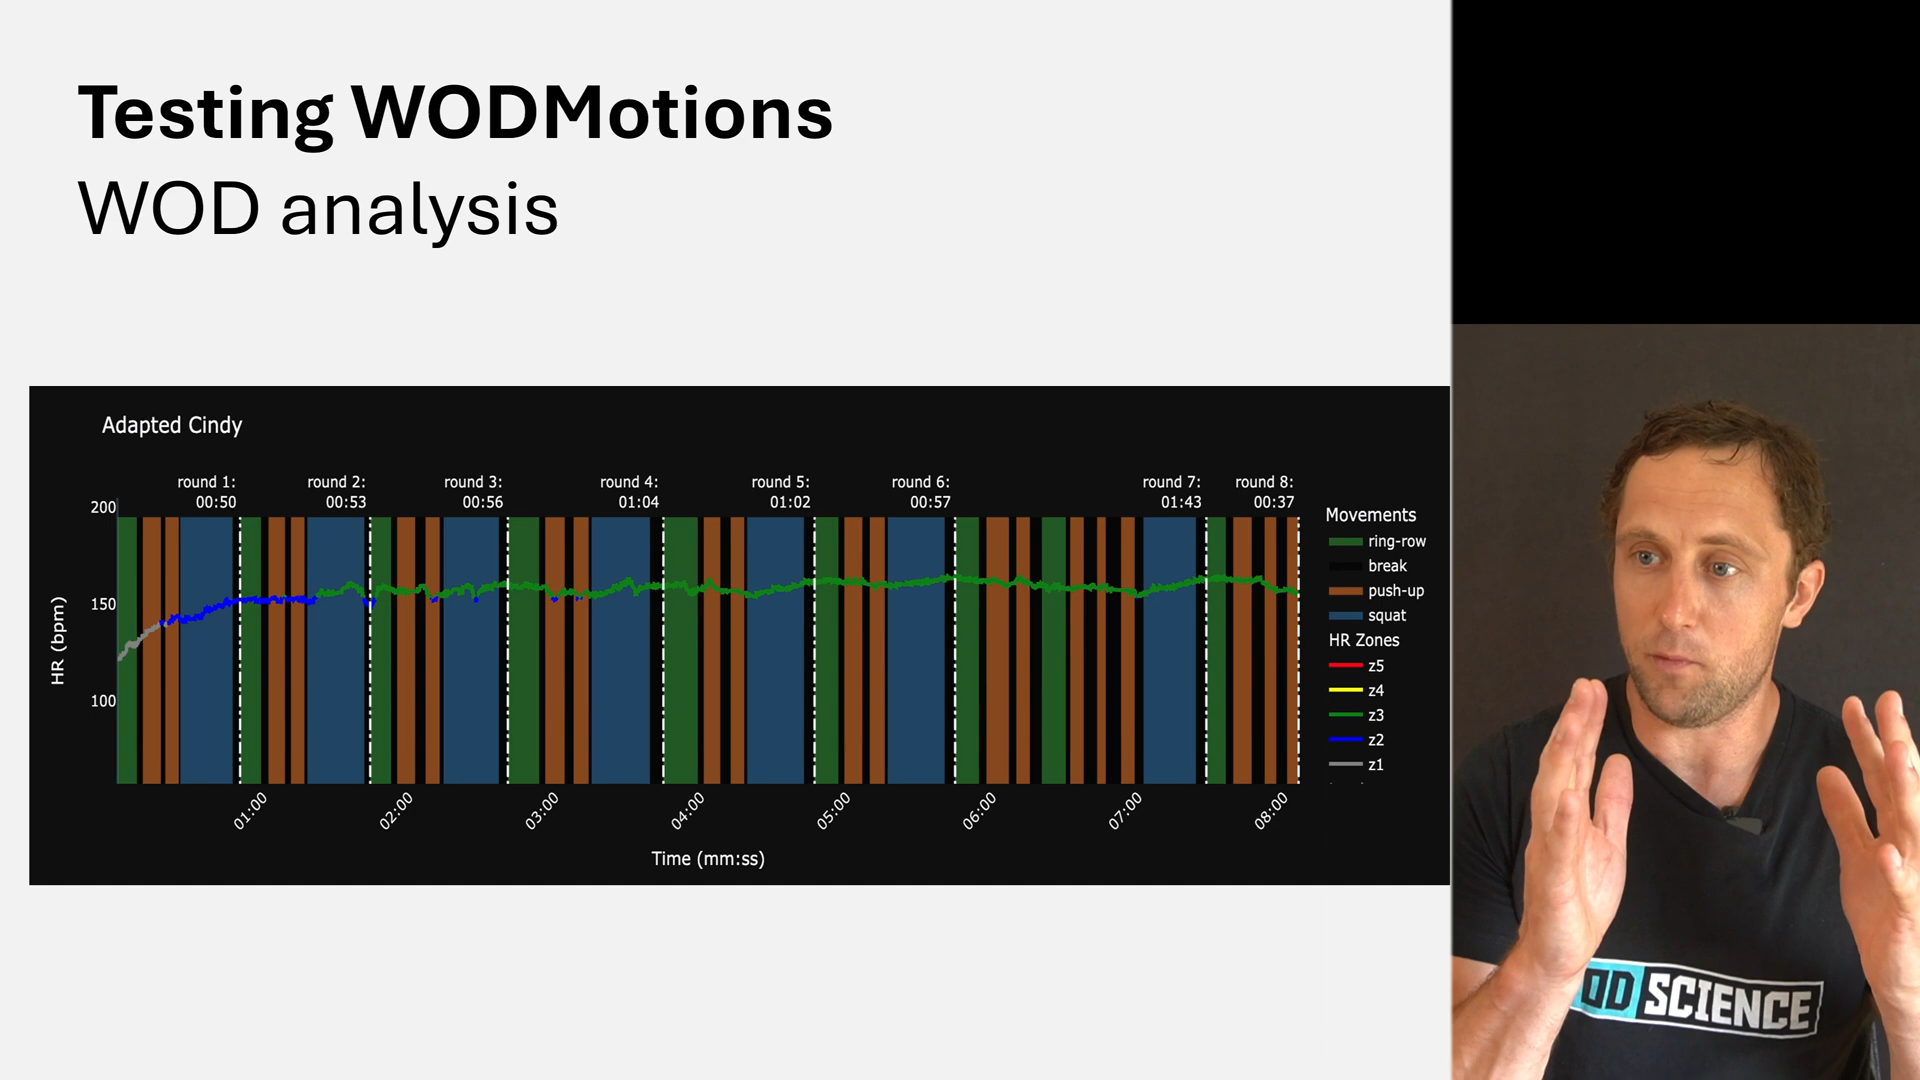 Testing WODMotions
WOD analysis
Adapted Cindy
round 1:
00:50
round 2:
00:53
round 3:
00:56
round 4:
01:04
round 5:
01:02
round 6:
00:57
round 7:
01:43
round 8:
00:37
200
150
100
HR (bpm)
01:00
02:00
03:00
04:00
05:00
06:00
07:00
08:00
Time (mm:ss)
Movements
ring-row
break
push-up
squat
HR Zones
z5
z4
z3
z2
z1
SCIENCE